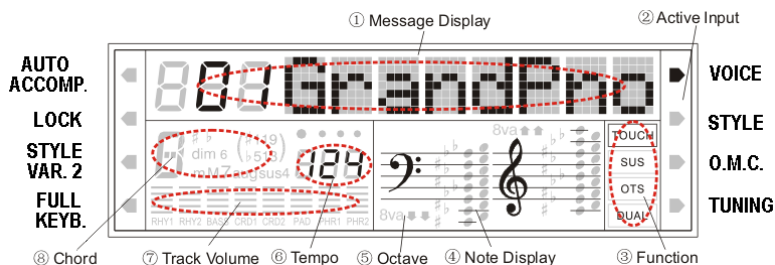 ① Message Display
② Active Input
AUTO ACCOMP.
LOCK
STYLE VAR. 2
FULL KEYB.
01GrandPno
VOICE
STYLE
O.M.C.
TUNING
dim 6
sus4
124
8va
8va
TOUCH
SUS
OTS
DUAL
RHY1 RHY2 BASS CRD1 CRD2 PAD PHR1 PHR2
⑧ Chord
⑦ Track Volume
⑥ Tempo
⑤ Octave
④ Note Display
③ Function